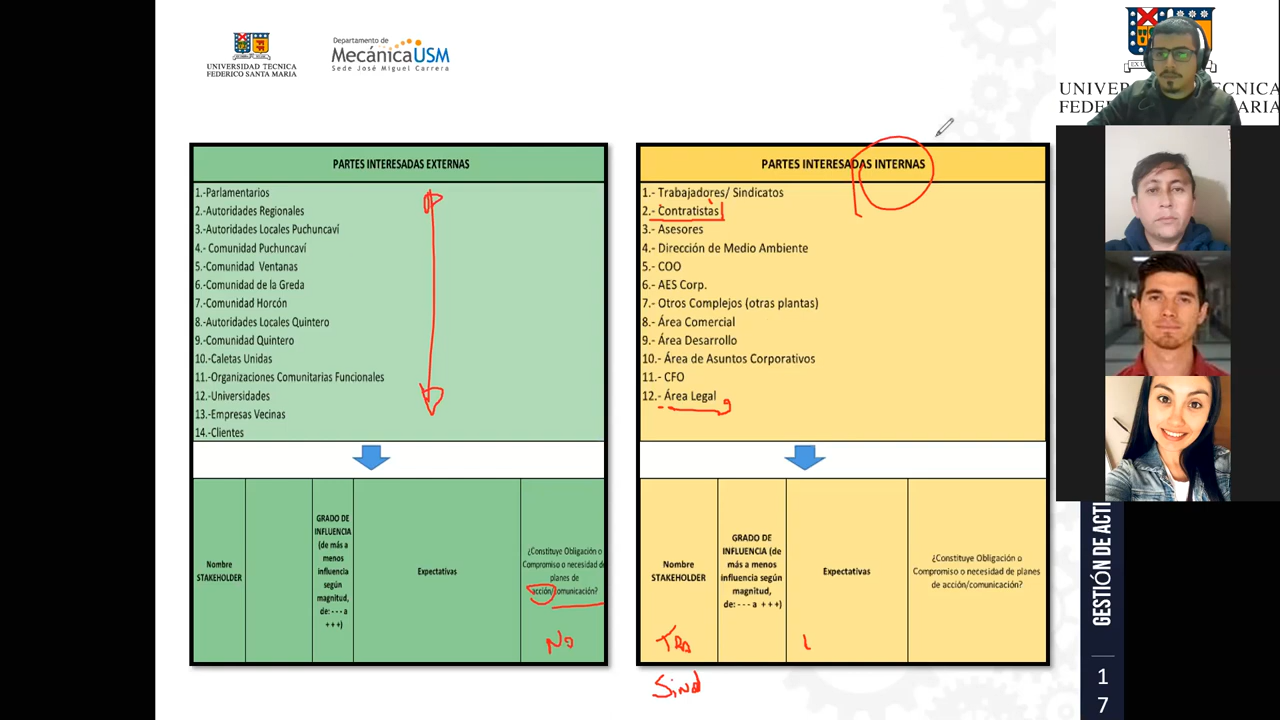 UNIVERSIDAD TECNICA
FEDERICO SANTA MARIA
Departamento de
MecánicaUSM
Sede José Miguel Carrera
UNIVER
TECNICA
FEDER
MARIA
PARTES INTERESADAS EXTERNAS
1.-Parlamentarios
2.-Autoridades Regionales
3.-Autoridades Locales Puchuncaví
4.- Comunidad Puchuncaví
5.-Comunidad Ventanas
6.-Comunidad de la Greda
7.-Comunidad Horcón
8.-Autoridades Locales Quintero
9.-Comunidad Quintero
10.-Caletas Unidas
11.-Organizaciones Comunitarias Funcionales
12.-Universidades
13.-Empresas Vecinas
14.-Clientes
Nombre
STAKEHOLDER
GRADO DE
INFLUENCIA
(de más a
menos
influencia
según
magnitud,
de: - - - a
+ + +)
Expectativas
¿Constituye Obligación o
Compromiso o necesidad de
planes de
acción/comunicación?
No
PARTES INTERESADAS INTERNAS
1.- Trabajadores/ Sindicatos
2.- Contratistas
3.- Asesores
4.- Dirección de Medio Ambiente
5.- COO
6.- AES Corp.
7.- Otros Complejos (otras plantas)
8.- Área Comercial
9.- Área Desarrollo
10.- Área de Asuntos Corporativos
11.- CFO
12.- Área Legal
Nombre
STAKEHOLDER
GRADO DE
INFLUENCIA (de
más a menos
influencia según
magnitud,
de: - - - a + + +)
Expectativas
¿Constituye Obligación o
Compromiso o necesidad de planes
de acción/comunicación?
Tra
Sind
GESTIÓN DE ACTI
1
7